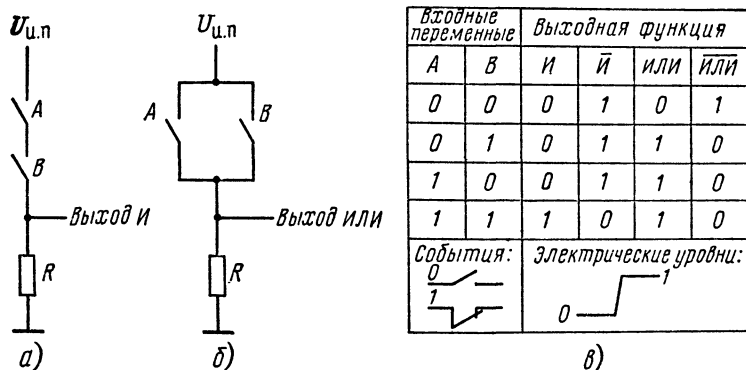 U и.п
A
B
Выход И
R
а)
U и.п
A
B
Выход ИЛИ
R
б)
Входные переменные
Выходная функция
A B И И̅ ИЛИ И̅Л̅И̅
0 0 0 1 0 1
0 1 0 1 1 0
1 0 0 1 1 0
1 1 1 0 1 0
События:
0
1
Электрические уровни:
0
1
в)